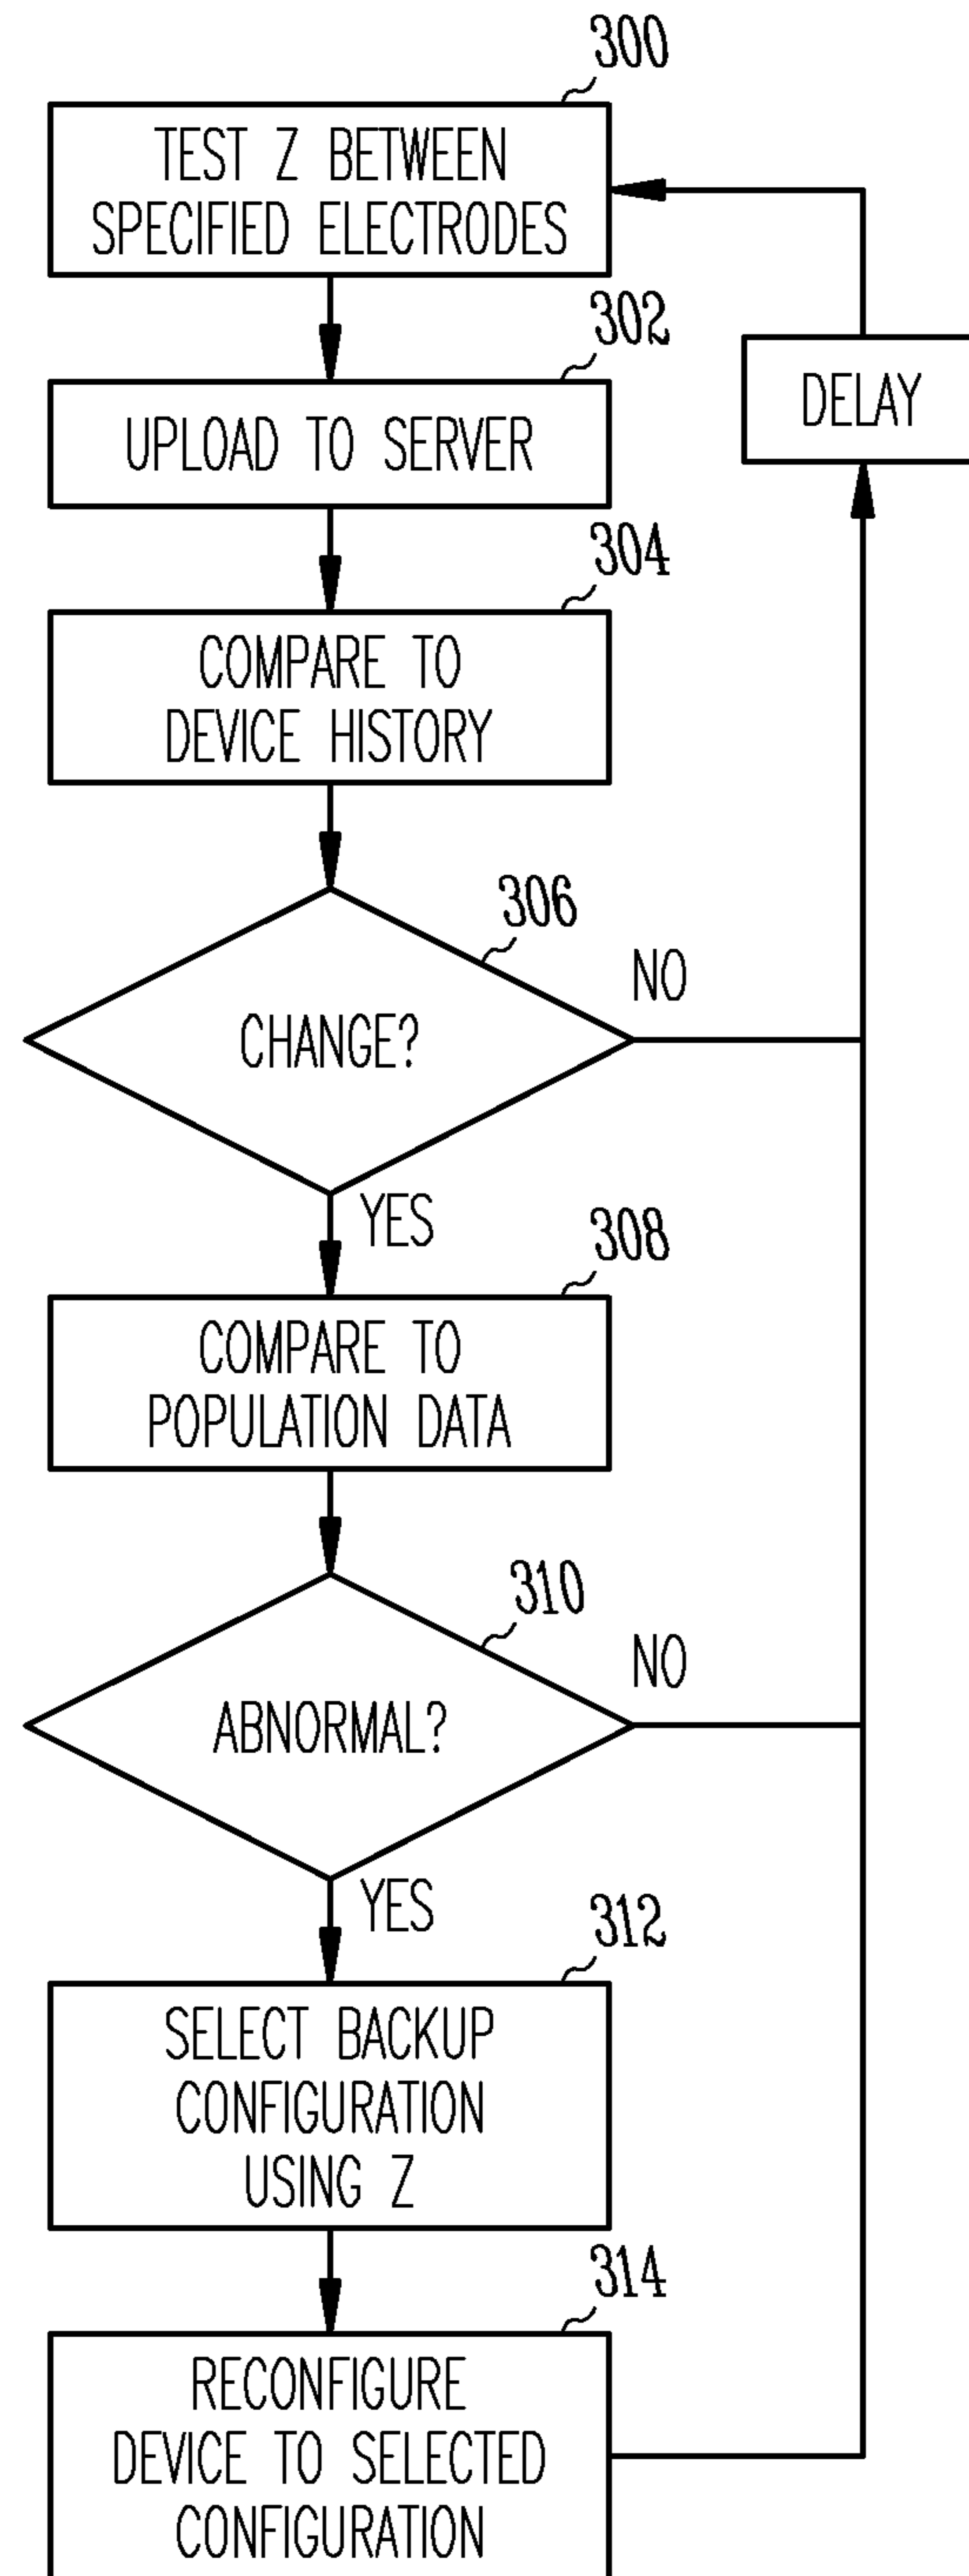 300
TEST Z BETWEEN
SPECIFIED ELECTRODES
302
UPLOAD TO SERVER
DELAY
304
COMPARE TO
DEVICE HISTORY
306
NO
CHANGE?
YES
308
COMPARE TO
POPULATION DATA
310
NO
ABNORMAL?
YES
312
SELECT BACKUP
CONFIGURATION
USING Z
314
RECONFIGURE
DEVICE TO SELECTED
CONFIGURATION